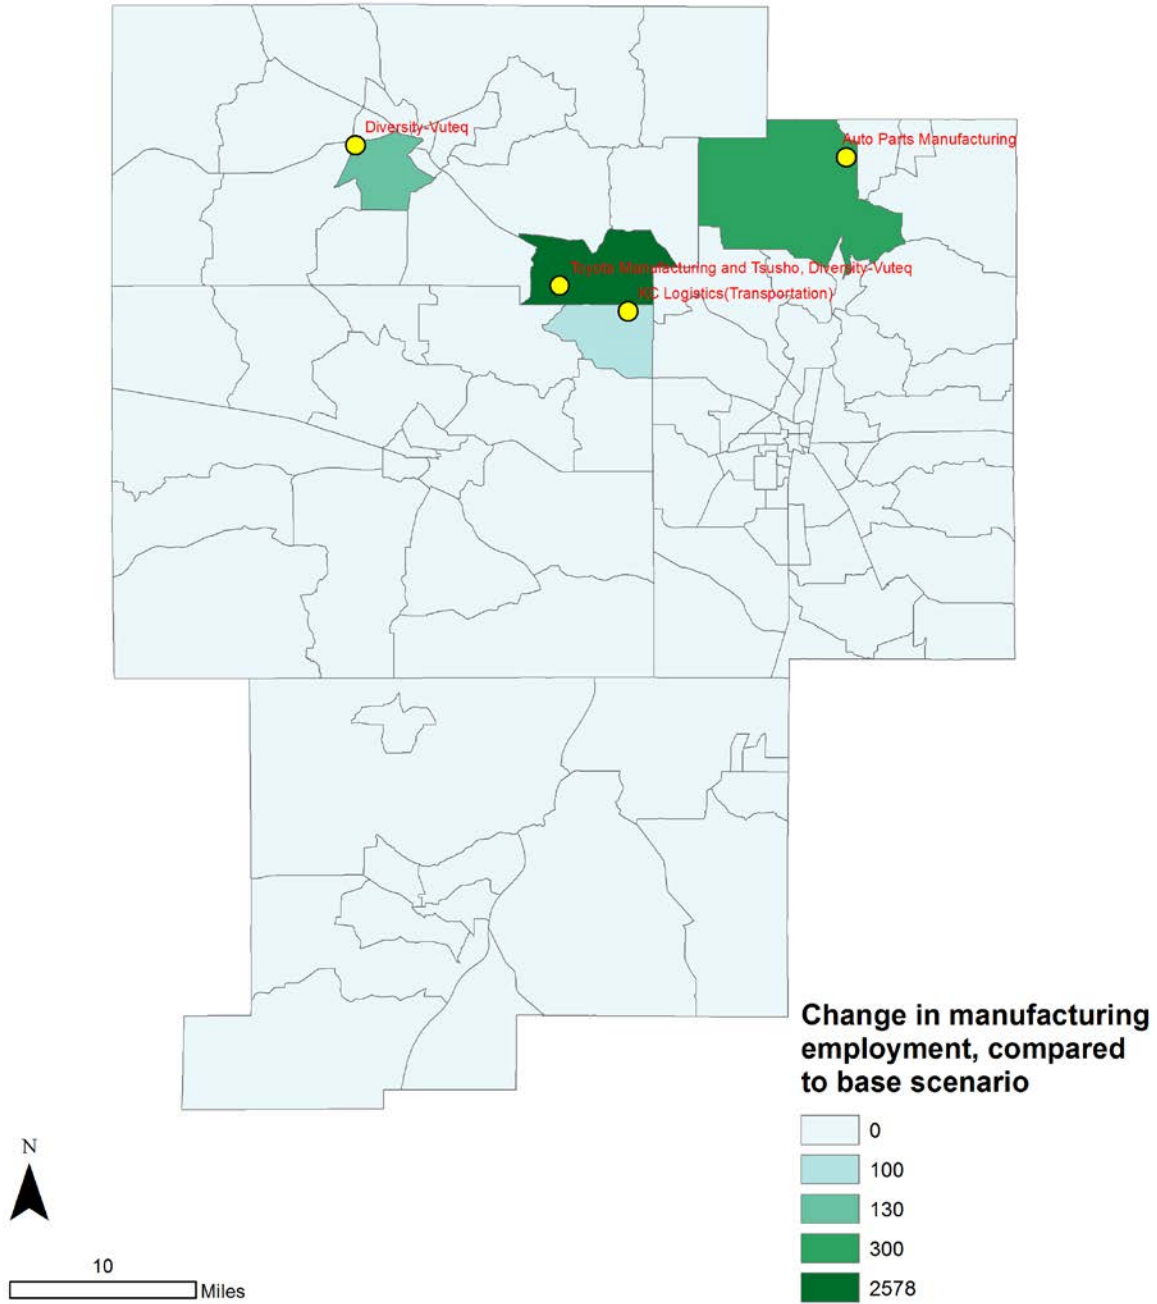 Diversity-Vuteq
Auto Parts Manufacturing
Toyota Manufacturing and Tsusho, Diversity-Vuteq
KC Logistics(Transportation)
Change in manufacturing
employment, compared
to base scenario
0
100
130
300
2578
N
10
Miles